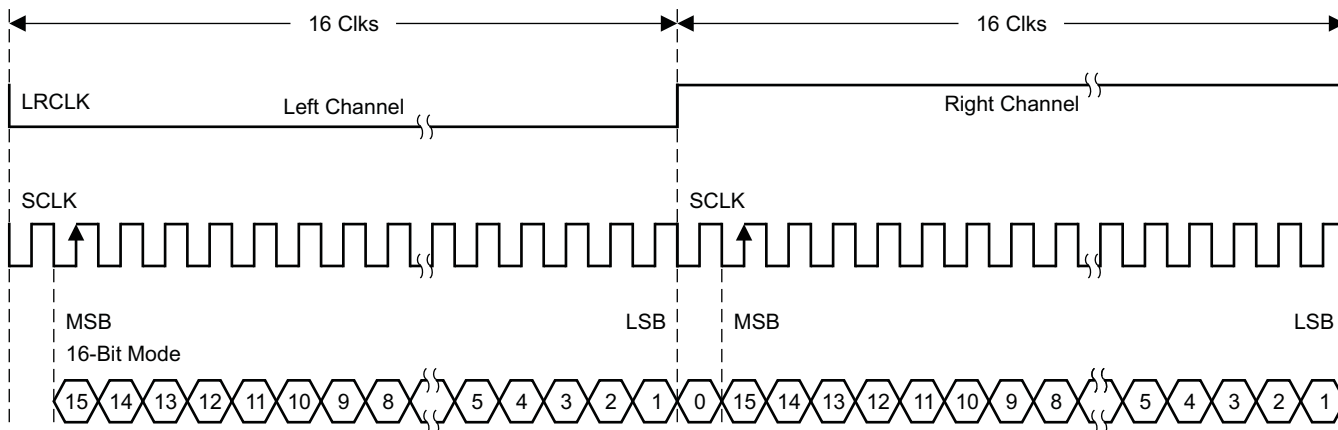 16 Clks 16 Clks
LRCLK Left Channel Right Channel
SCLK SCLK
MSB LSB MSB LSB
16-Bit Mode
15 14 13 12 11 10 9 8 5 4 3 2 1 0 15 14 13 12 11 10 9 8 5 4 3 2 1